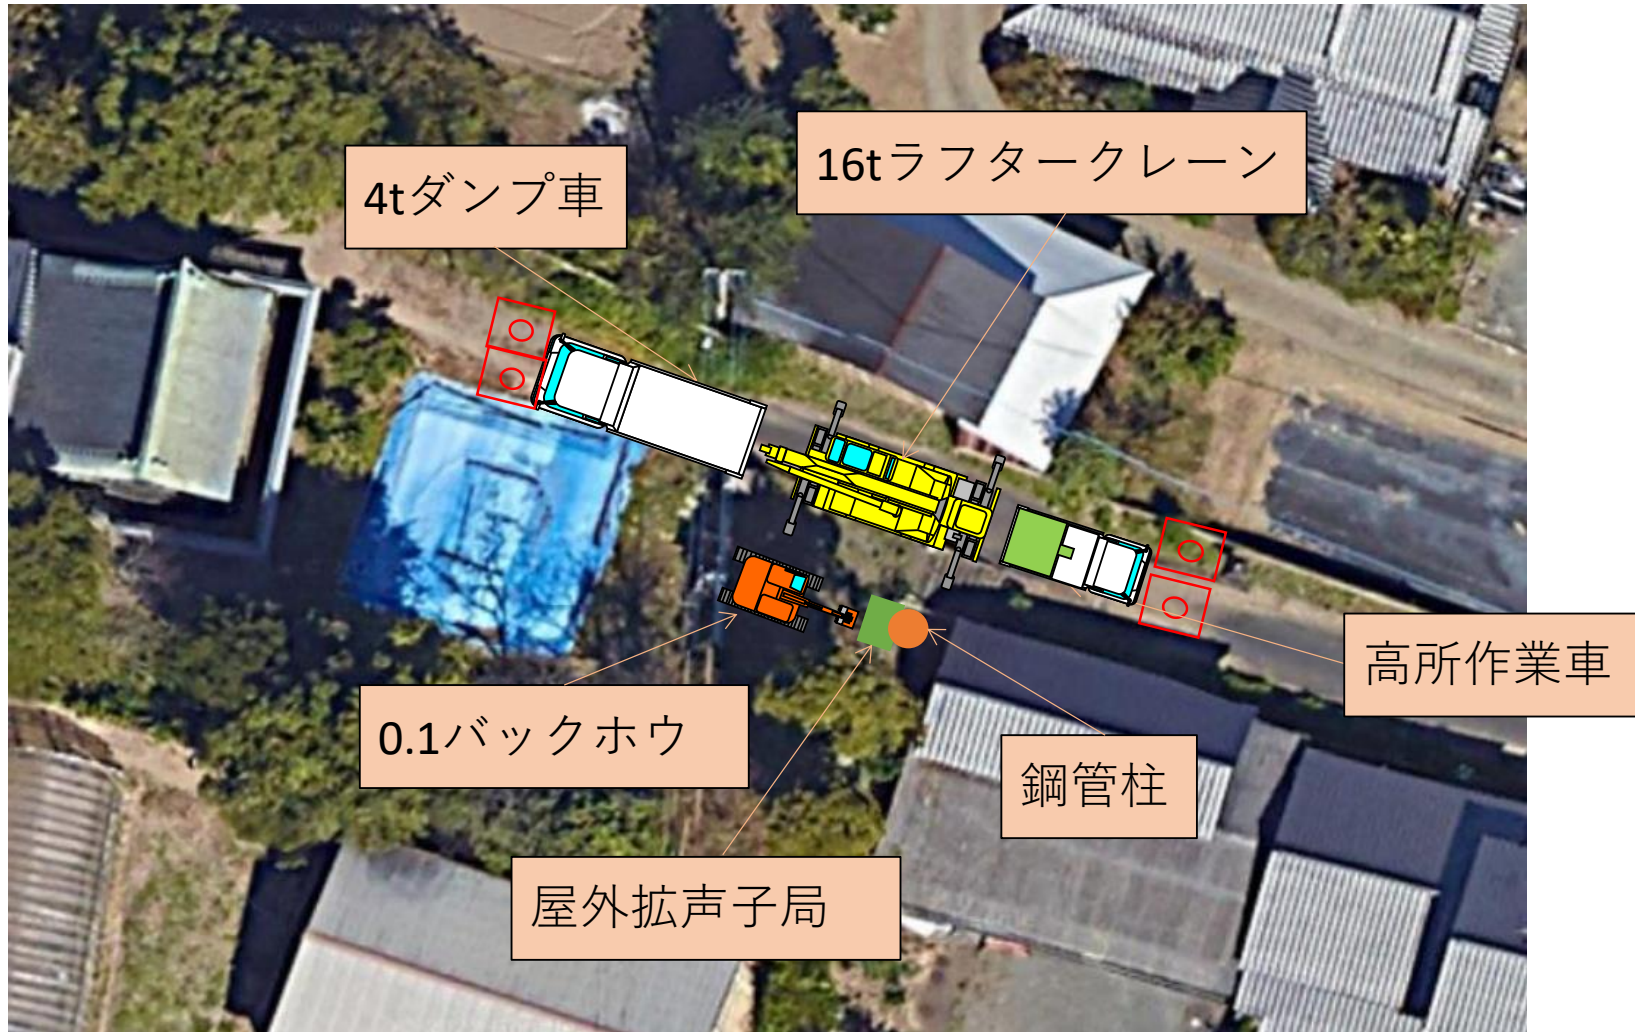 16tラフタークレーン
4tダンプ車
高所作業車
0.1バックホウ
鋼管柱
屋外拡声子局